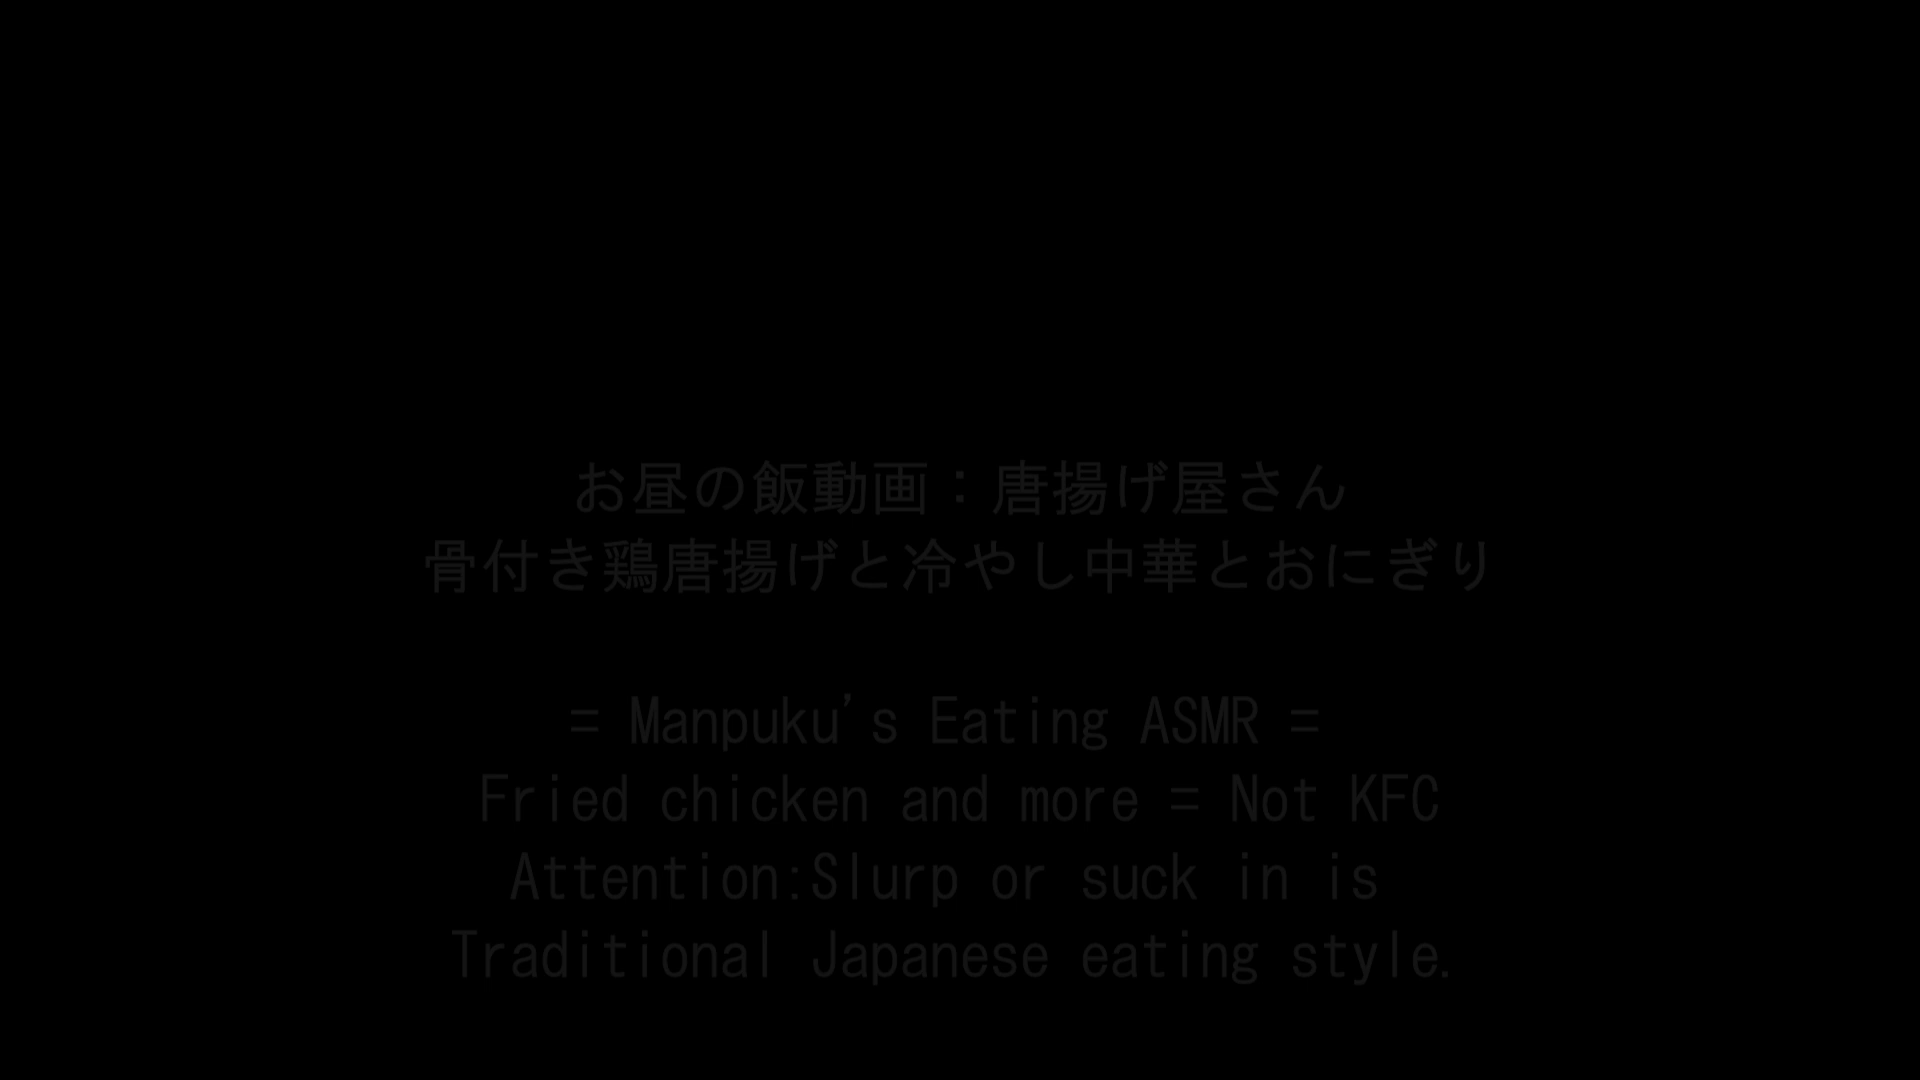 お昼の飯動画：唐揚げ屋さん
骨付き鶏唐揚げと冷やし中華とおにぎり
= Manpuku's Eating ASMR =
Fried chicken and more = Not KFC
Attention:Slurp or suck in is
Traditional Japanese eating style.